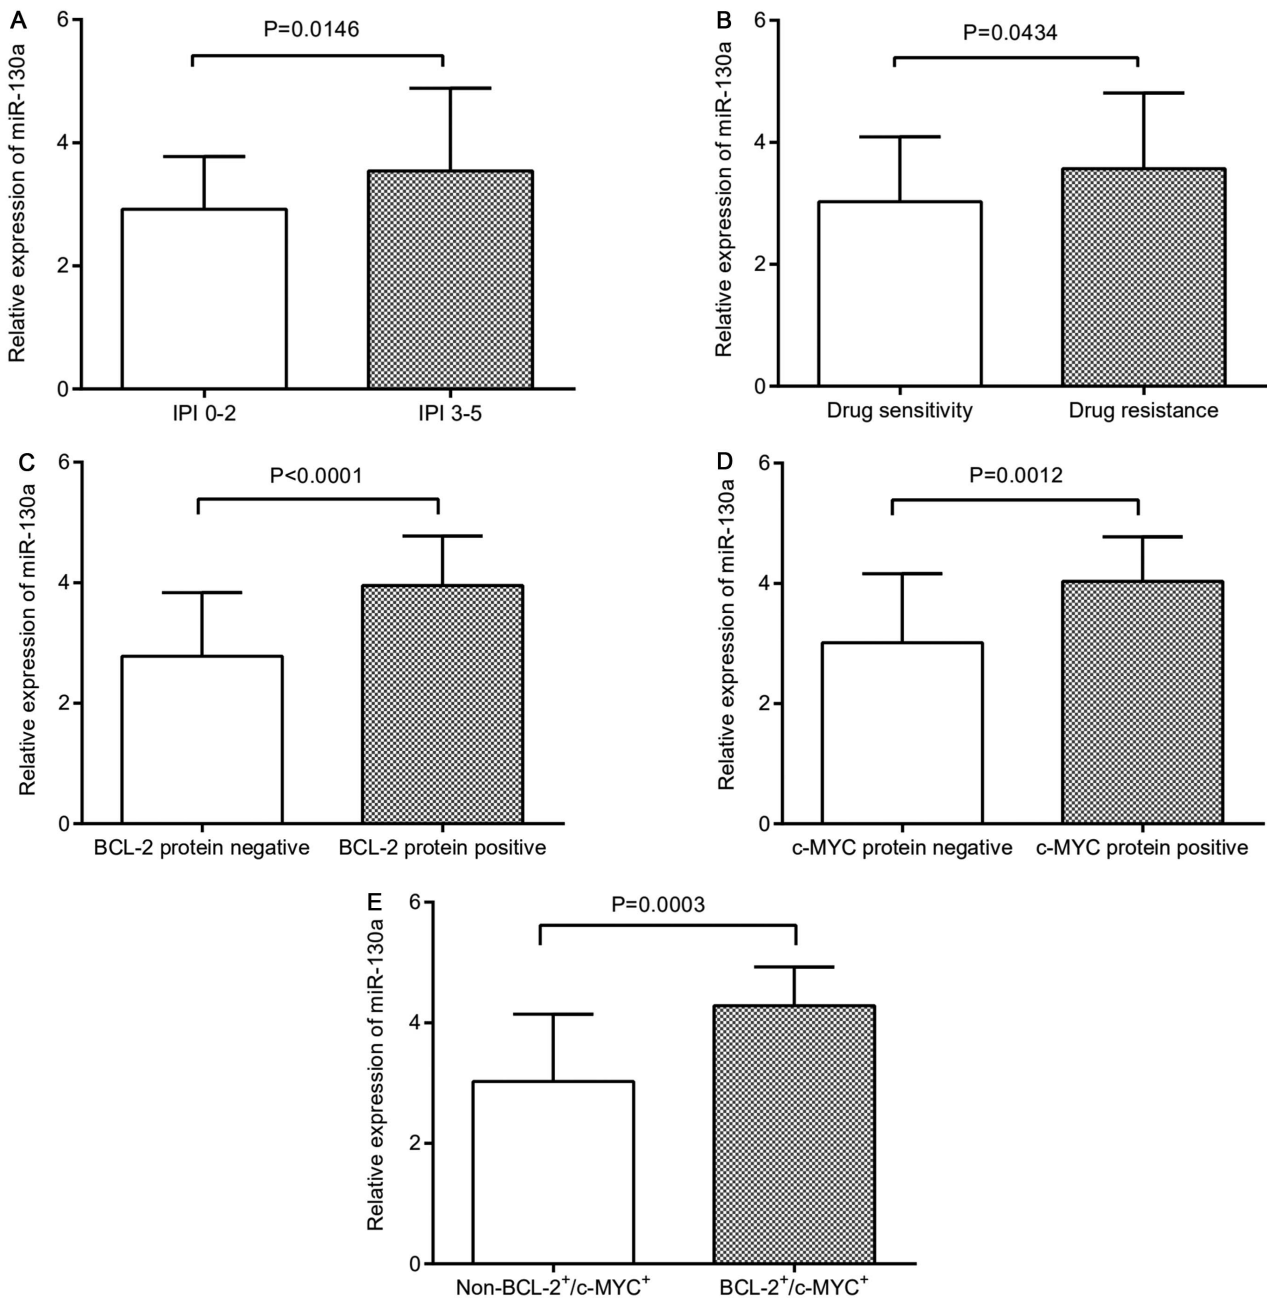 A
P=0.0146
Relative expression of miR-130a
6
4
2
0
IPI 0-2 IPI 3-5
B
P=0.0434
Relative expression of miR-130a
6
4
2
0
Drug sensitivity Drug resistance
C
P<0.0001
Relative expression of miR-130a
6
4
2
0
BCL-2 protein negative BCL-2 protein positive
D
P=0.0012
Relative expression of miR-130a
6
4
2
0
c-MYC protein negative c-MYC protein positive
E
P=0.0003
Relative expression of miR-130a
6
4
2
0
Non-BCL-2⁺/c-MYC⁺ BCL-2⁺/c-MYC⁺